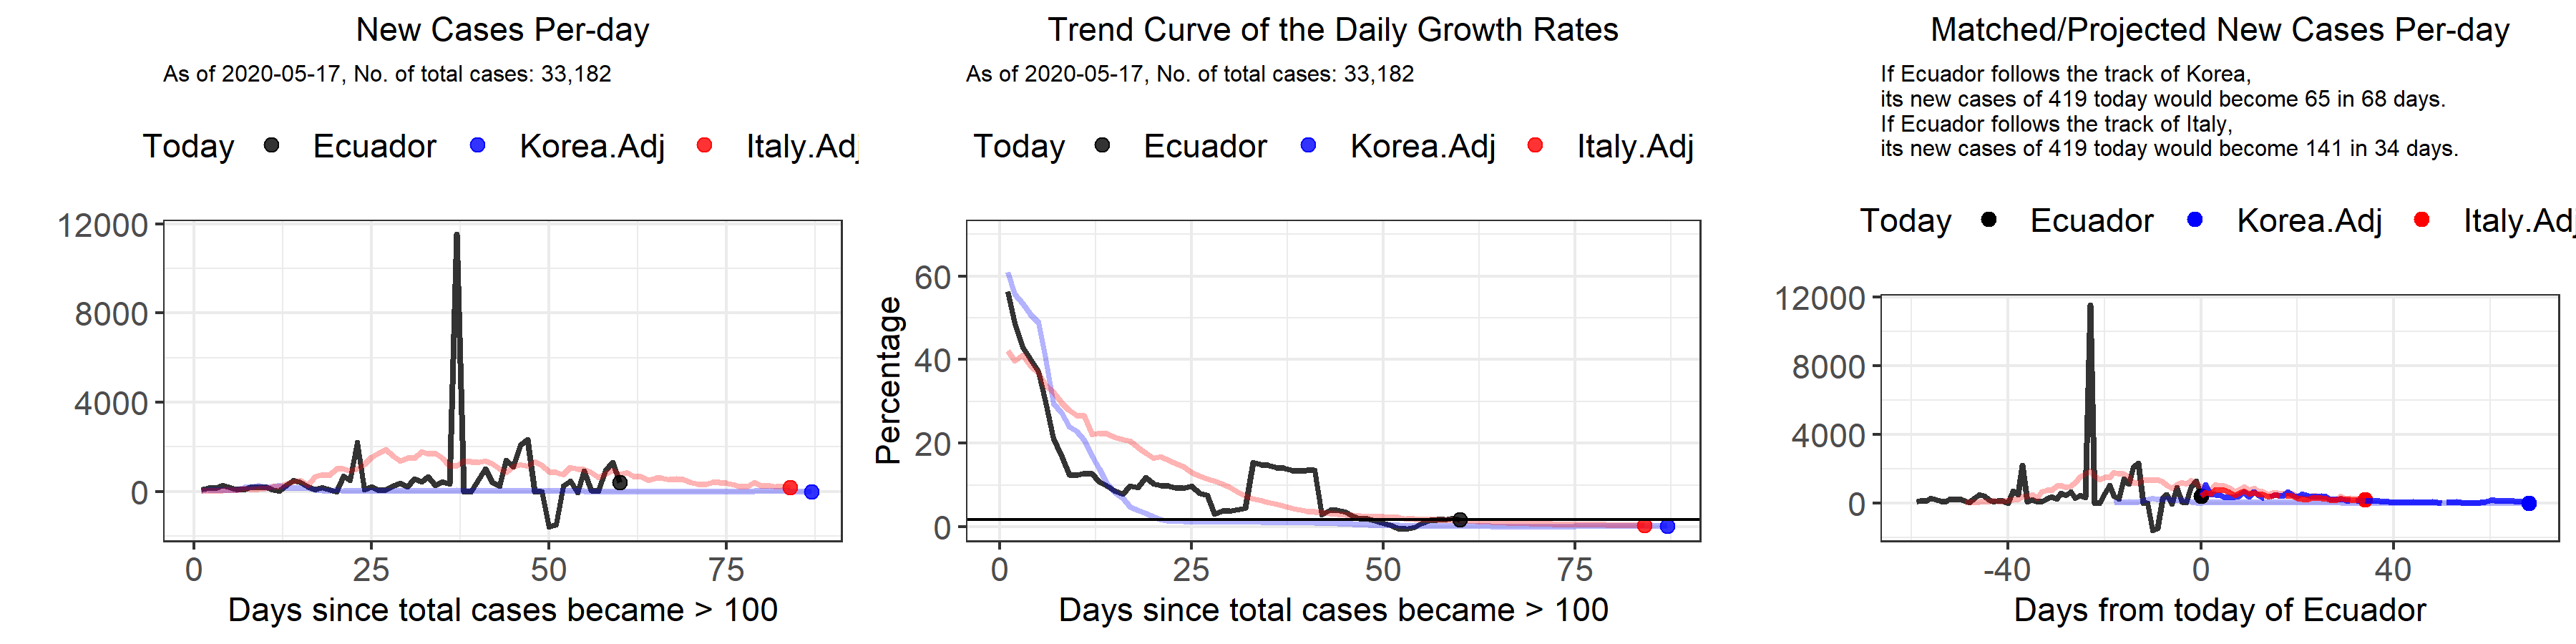 New Cases Per-day
As of 2020-05-17, No. of total cases: 33,182
Today Ecuador Korea.Adj Italy.Adj
12000
8000
4000
0
0 25 50 75
Days since total cases became > 100
Trend Curve of the Daily Growth Rates
As of 2020-05-17, No. of total cases: 33,182
Today Ecuador Korea.Adj Italy.Adj
Percentage
60
40
20
0
0 25 50 75
Days since total cases became > 100
Matched/Projected New Cases Per-day
If Ecuador follows the track of Korea,
its new cases of 419 today would become 65 in 68 days.
If Ecuador follows the track of Italy,
its new cases of 419 today would become 141 in 34 days.
Today Ecuador Korea.Adj Italy.Adj
12000
8000
4000
0
-40 0 40
Days from today of Ecuador